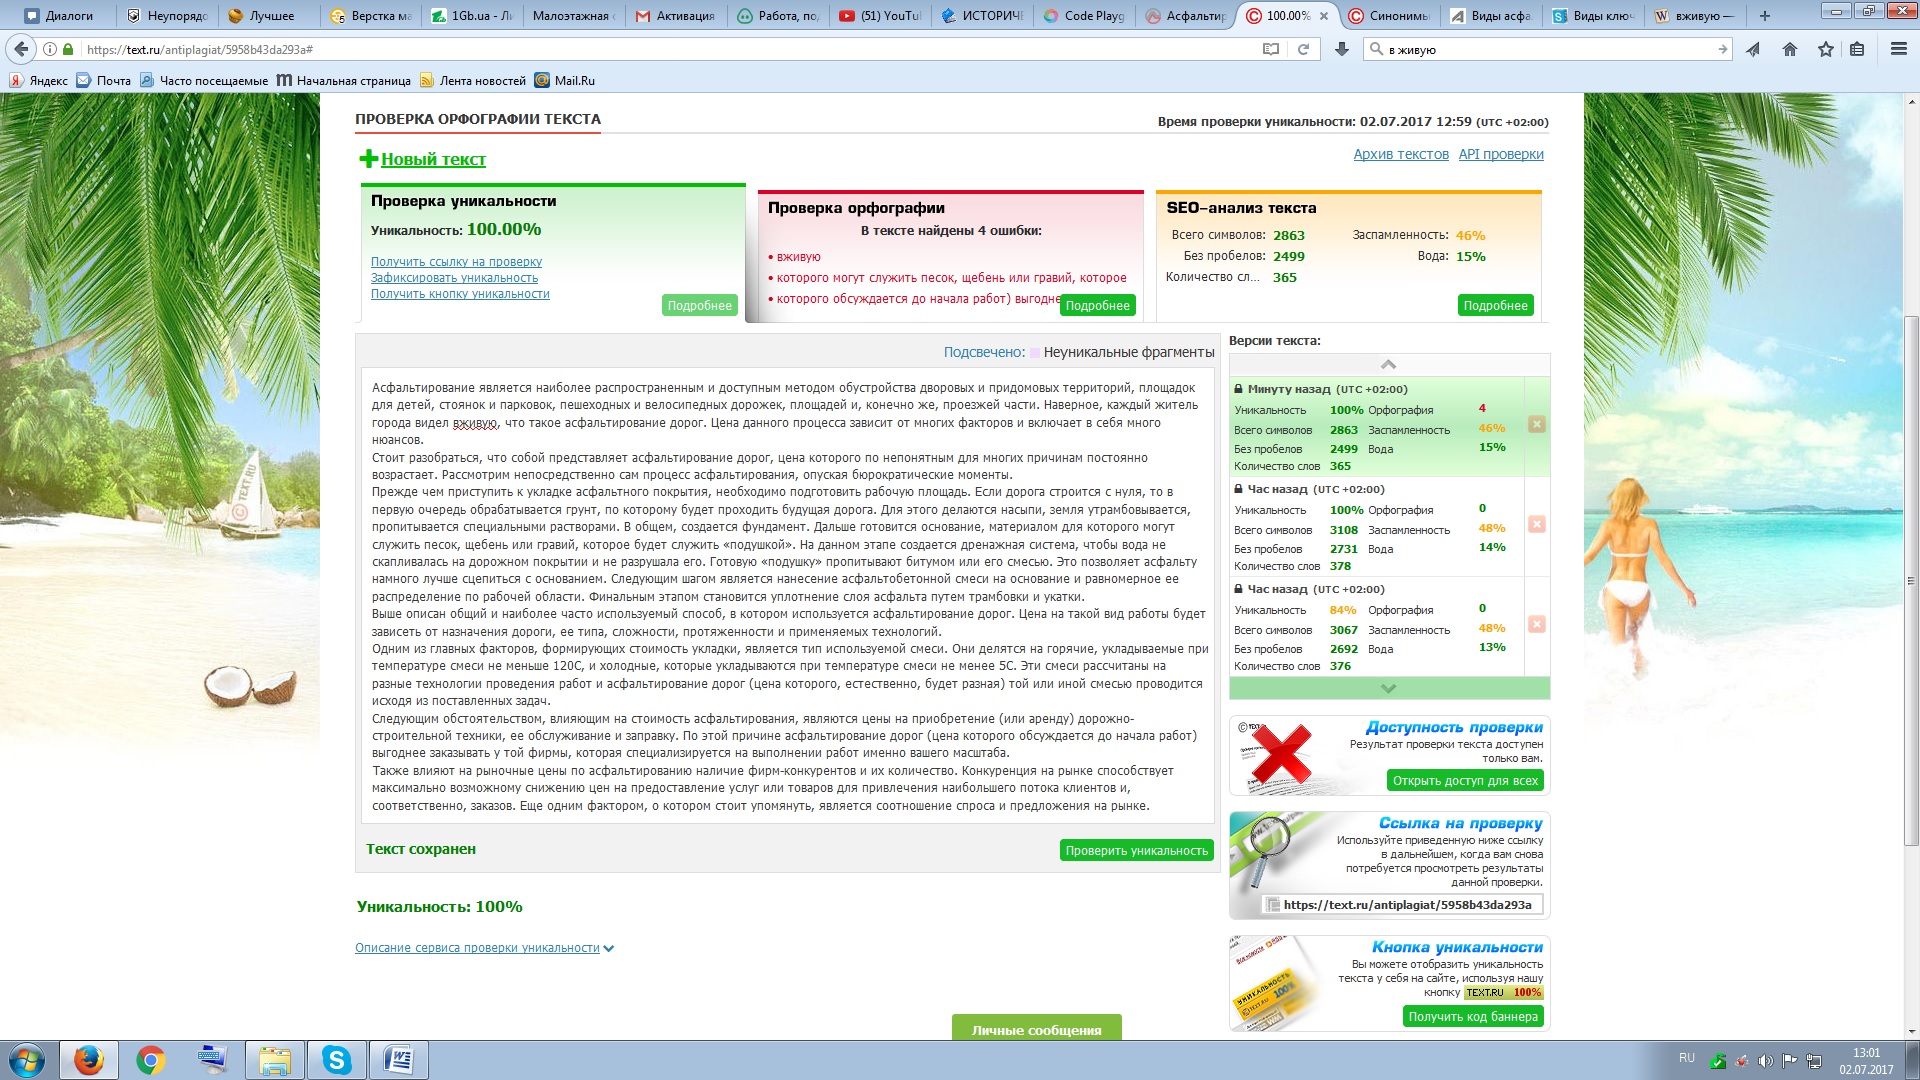 Диалоги
Неупорядо
Лучшее
Верстка ма
1Gb.ua - Ли
Малоэтажная с
Активация
Работа, по
(51) YouTu
ИСТОРИЧЕ
Code Playg
Асфальтир
100.00%
Синонимы
Виды асфа
Виды ключ
вживую —
https://text.ru/antiplagiat/5958b43da293a#
в живую
Яндекс
Почта
Часто посещаемые
Начальная страница
Лента новостей
Mail.Ru
ПРОВЕРКА ОРФОГРАФИИ ТЕКСТА
Время проверки уникальности: 02.07.2017 12:59 (UTC +02:00)
Новый текст
Архив текстов API проверки
Проверка уникальности
Уникальность: 100.00%
Получить ссылку на проверку
Зафиксировать уникальность
Получить кнопку уникальности
Подробнее
Проверка орфографии
В тексте найдены 4 ошибки:
• вживую
• которого могут служить песок, щебень или гравий, которое
• которого обсуждается до начала работ) выгодне
Подробнее
SEO-анализ текста
Всего символов: 2863 Заспамленность: 46%
Без пробелов: 2499 Вода: 15%
Количество сл... 365
Подробнее
Подсвечено: Неуникальные фрагменты
Асфальтирование является наиболее распространенным и доступным методом обустройства дворовых и придомовых территорий, площадок
для детей, стоянок и парковок, пешеходных и велосипедных дорожек, площадей и, конечно же, проезжей части. Наверное, каждый житель
города видел вживую, что такое асфальтирование дорог. Цена данного процесса зависит от многих факторов и включает в себя много
нюансов.
Стоит разобраться, что собой представляет асфальтирование дорог, цена которого по непонятным для многих причинам постоянно
возрастает. Рассмотрим непосредственно сам процесс асфальтирования, опуская бюрократические моменты.
Прежде чем приступить к укладке асфальтного покрытия, необходимо подготовить рабочую площадь. Если дорога строится с нуля, то в
первую очередь обрабатывается грунт, по которому будет проходить будущая дорога. Для этого делаются насыпи, земля утрамбовывается,
пропитывается специальными растворами. В общем, создается фундамент. Дальше готовится основание, материалом для которого могут
служить песок, щебень или гравий, которое будет служить «подушкой». На данном этапе создается дренажная система, чтобы вода не
скапливалась на дорожном покрытии и не разрушала его. Готовую «подушку» пропитывают битумом или его смесью. Это позволяет асфальту
намного лучше сцепиться с основанием. Следующим шагом является нанесение асфальтобетонной смеси на основание и равномерное ее
распределение по рабочей области. Финальным этапом становится уплотнение слоя асфальта путем трамбовки и укатки.
Выше описан общий и наиболее часто используемый способ, в котором используется асфальтирование дорог. Цена на такой вид работы будет
зависеть от назначения дороги, ее типа, сложности, протяженности и применяемых технологий.
Одним из главных факторов, формирующих стоимость укладки, является тип используемой смеси. Они делятся на горячие, укладываемые при
температуре смеси не меньше 120С, и холодные, которые укладываются при температуре смеси не менее 5С. Эти смеси рассчитаны на
разные технологии проведения работ и асфальтирование дорог (цена которого, естественно, будет разная) той или иной смесью проводится
исходя из поставленных задач.
Следующим обстоятельством, влияющим на стоимость асфальтирования, являются цены на приобретение (или аренду) дорожно-
строительной техники, ее обслуживание и заправку. По этой причине асфальтирование дорог (цена которого обсуждается до начала работ)
выгоднее заказывать у той фирмы, которая специализируется на выполнении работ именно вашего масштаба.
Также влияют на рыночные цены по асфальтированию наличие фирм-конкурентов и их количество. Конкуренция на рынке способствует
максимально возможному снижению цен на предоставление услуг или товаров для привлечения наибольшего потока клиентов и,
соответственно, заказов. Еще одним фактором, о котором стоит упомянуть, является соотношение спроса и предложения на рынке.
Текст сохранен
Проверить уникальность
Уникальность: 100%
Описание сервиса проверки уникальности
Версии текста:
Минуту назад (UTC +02:00)
Уникальность 100% Орфография 4
Всего символов 2863 Заспамленность 46%
Без пробелов 2499 Вода 15%
Количество слов 365
Час назад (UTC +02:00)
Уникальность 100% Орфография 0
Всего символов 3108 Заспамленность 48%
Без пробелов 2731 Вода 14%
Количество слов 378
Час назад (UTC +02:00)
Уникальность 84% Орфография 0
Всего символов 3067 Заспамленность 48%
Без пробелов 2692 Вода 13%
Количество слов 376
Доступность проверки
Результат проверки текста доступен
только вам.
Открыть доступ для всех
Ссылка на проверку
Используйте приведенную ниже ссылку
в дальнейшем, когда вам снова
потребуется просмотреть результаты
данной проверки.
https://text.ru/antiplagiat/5958b43da293a
Кнопка уникальности
Вы можете отобразить уникальность
текста у себя на сайте, используя нашу
кнопку TEXT.RU 100%
Получить код баннера
УНИКАЛЬНОСТЬ
100%
© TEXT.RU
Личные сообщения
RU
13:01
02.07.2017